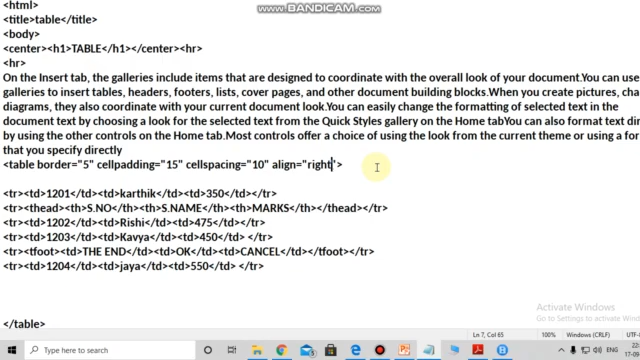 <html>
WWW.BANDICAM.COM
<title>table</title>
<body>
<center><h1>TABLE</h1></center><hr>
<hr>
On the Insert tab, the galleries include items that are designed to coordinate with the overall look of your document.You can use
galleries to insert tables, headers, footers, lists, cover pages, and other document building blocks.When you create pictures, cha
diagrams, they also coordinate with your current document look.You can easily change the formatting of selected text in the
document text by choosing a look for the selected text from the Quick Styles gallery on the Home tabYou can also format text dir
by using the other controls on the Home tab.Most controls offer a choice of using the look from the current theme or using a for
that you specify directly
<table border="5" cellpadding="15" cellspacing="10" align="right">
<tr><td>1201</td><td>karthik</td><td>350</td></tr>
<tr><thead><th>S.NO</th><th>S.NAME</th><th>MARKS</th></thead></tr>
<tr><td>1202</td><td>Rishi</td><td>475</td></tr>
<tr><td>1203</td><td>Kavya</td><td>450</td> </tr>
<tr><tfoot><td>THE END</td><td>OK</td><td>CANCEL</td></tfoot></tr>
<tr><td>1204</td><td>jaya</td><td>550</td> </tr>
Activate Windows
Go to Settings to activate Wind
</table>
Ln 7, Col 65 100% Windows (CRLF) UTF-8
Type here to search
ENG
22:
17-09